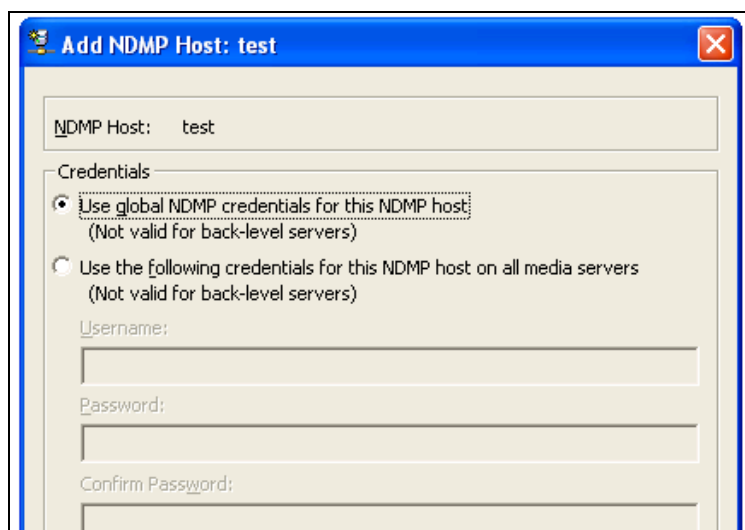 Add NDMP Host: test
NDMP Host: test
Credentials
Use global NDMP credentials for this NDMP host
(Not valid for back-level servers)
Use the following credentials for this NDMP host on all media servers
(Not valid for back-level servers)
Username:
Password:
Confirm Password: